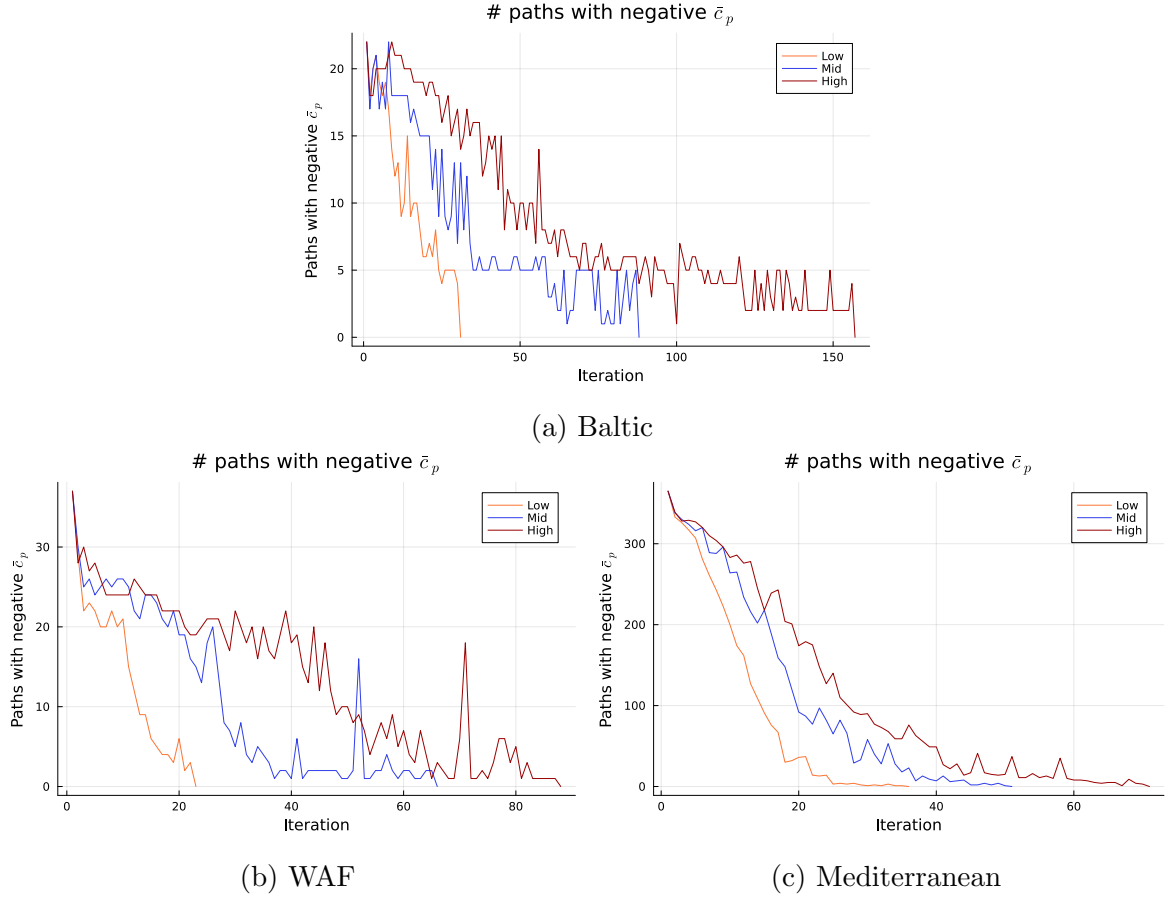 # paths with negative c̄ₚ
Paths with negative c̄ₚ
20
15
10
5
0
0
50
100
150
Iteration
Low
Mid
High
(a) Baltic
# paths with negative c̄ₚ
Paths with negative c̄ₚ
30
20
10
0
0
20
40
60
80
Iteration
Low
Mid
High
(b) WAF
# paths with negative c̄ₚ
Paths with negative c̄ₚ
300
200
100
0
0
20
40
60
Iteration
Low
Mid
High
(c) Mediterranean